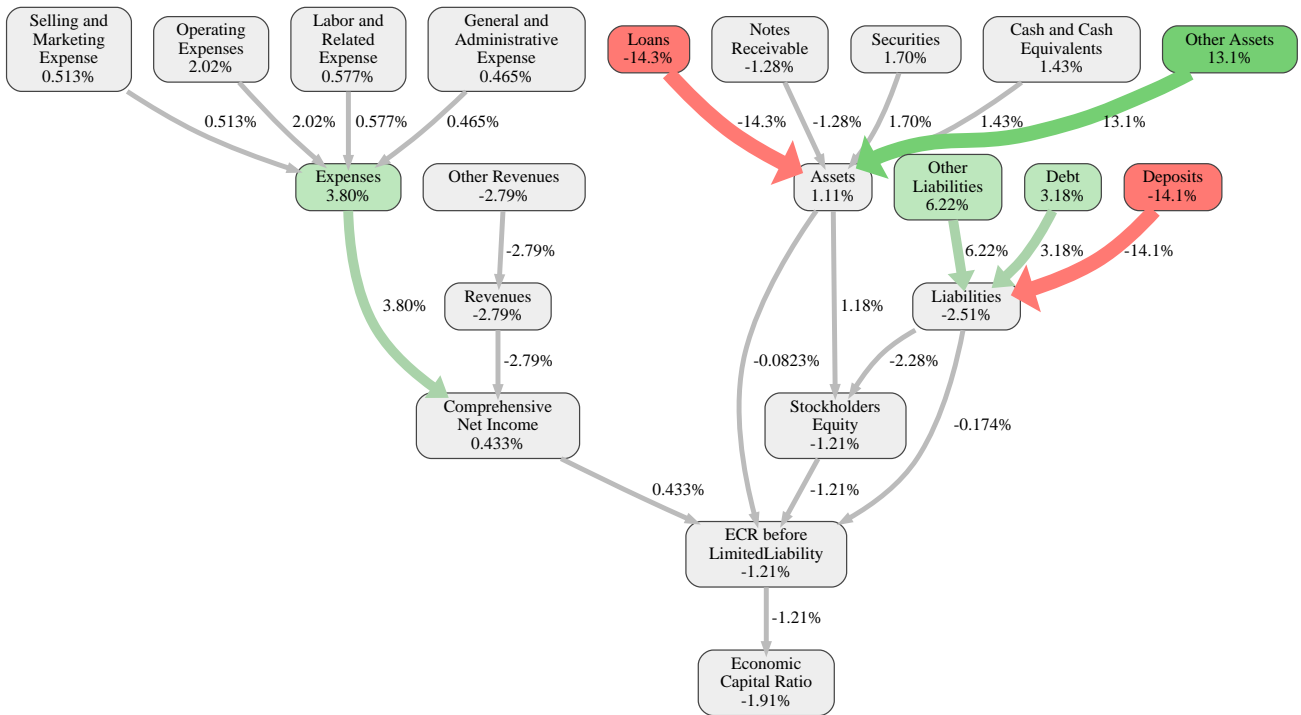 Selling and
Marketing
Expense
0.513%
Operating
Expenses
2.02%
Labor and
Related
Expense
0.577%
General and
Administrative
Expense
0.465%
Loans
-14.3%
Notes
Receivable
-1.28%
Securities
1.70%
Cash and Cash
Equivalents
1.43%
Other Assets
13.1%
0.513%
2.02%
0.577%
0.465%
-14.3%
-1.28%
1.70%
1.43%
13.1%
Expenses
3.80%
Other Revenues
-2.79%
Assets
1.11%
Other
Liabilities
6.22%
Debt
3.18%
Deposits
-14.1%
-2.79%
6.22%
3.18%
-14.1%
3.80%
Revenues
-2.79%
1.18%
Liabilities
-2.51%
-2.79%
-0.0823%
-2.28%
Comprehensive
Net Income
0.433%
Stockholders
Equity
-1.21%
-0.174%
0.433%
-1.21%
ECR before
LimitedLiability
-1.21%
-1.21%
Economic
Capital Ratio
-1.91%